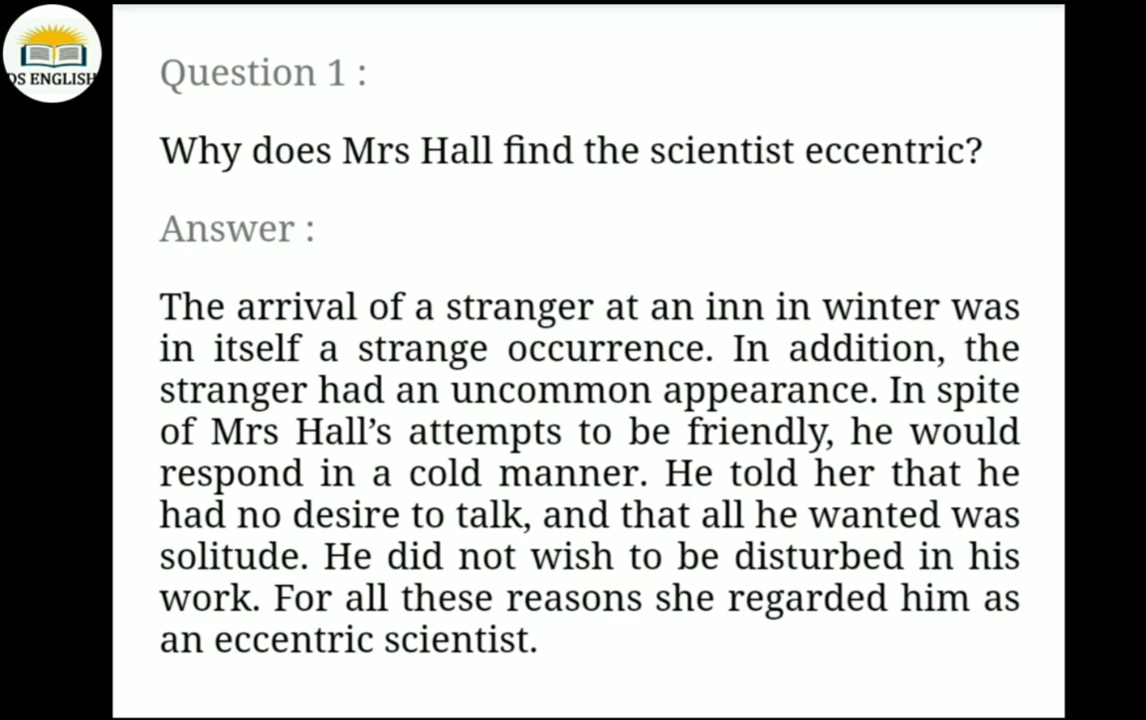 DS ENGLISH
Question 1 :
Why does Mrs Hall find the scientist eccentric?
Answer :
The arrival of a stranger at an inn in winter was
in itself a strange occurrence. In addition, the
stranger had an uncommon appearance. In spite
of Mrs Hall’s attempts to be friendly, he would
respond in a cold manner. He told her that he
had no desire to talk, and that all he wanted was
solitude. He did not wish to be disturbed in his
work. For all these reasons she regarded him as
an eccentric scientist.